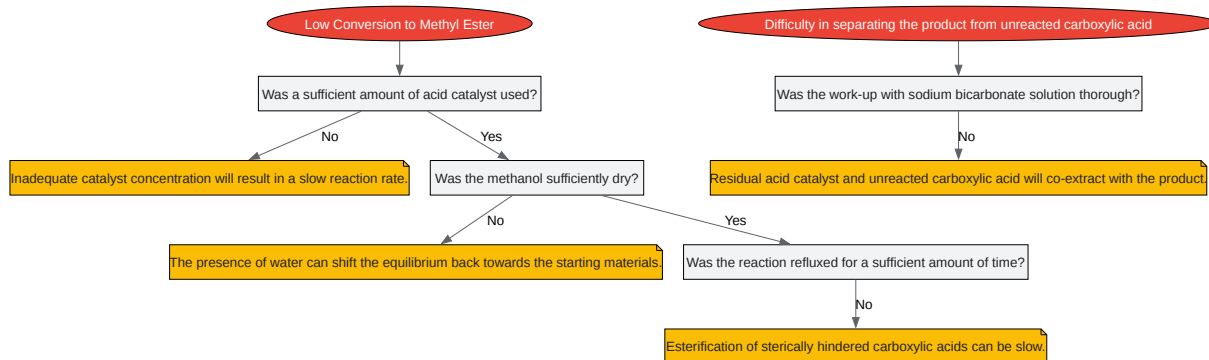 Low Conversion to Methyl Ester
Difficulty in separating the product from unreacted carboxylic acid
Was a sufficient amount of acid catalyst used?
Was the work-up with sodium bicarbonate solution thorough?
No
Yes
No
Inadequate catalyst concentration will result in a slow reaction rate.
Was the methanol sufficiently dry?
Residual acid catalyst and unreacted carboxylic acid will co-extract with the product.
No
Yes
The presence of water can shift the equilibrium back towards the starting materials.
Was the reaction refluxed for a sufficient amount of time?
No
Esterification of sterically hindered carboxylic acids can be slow.